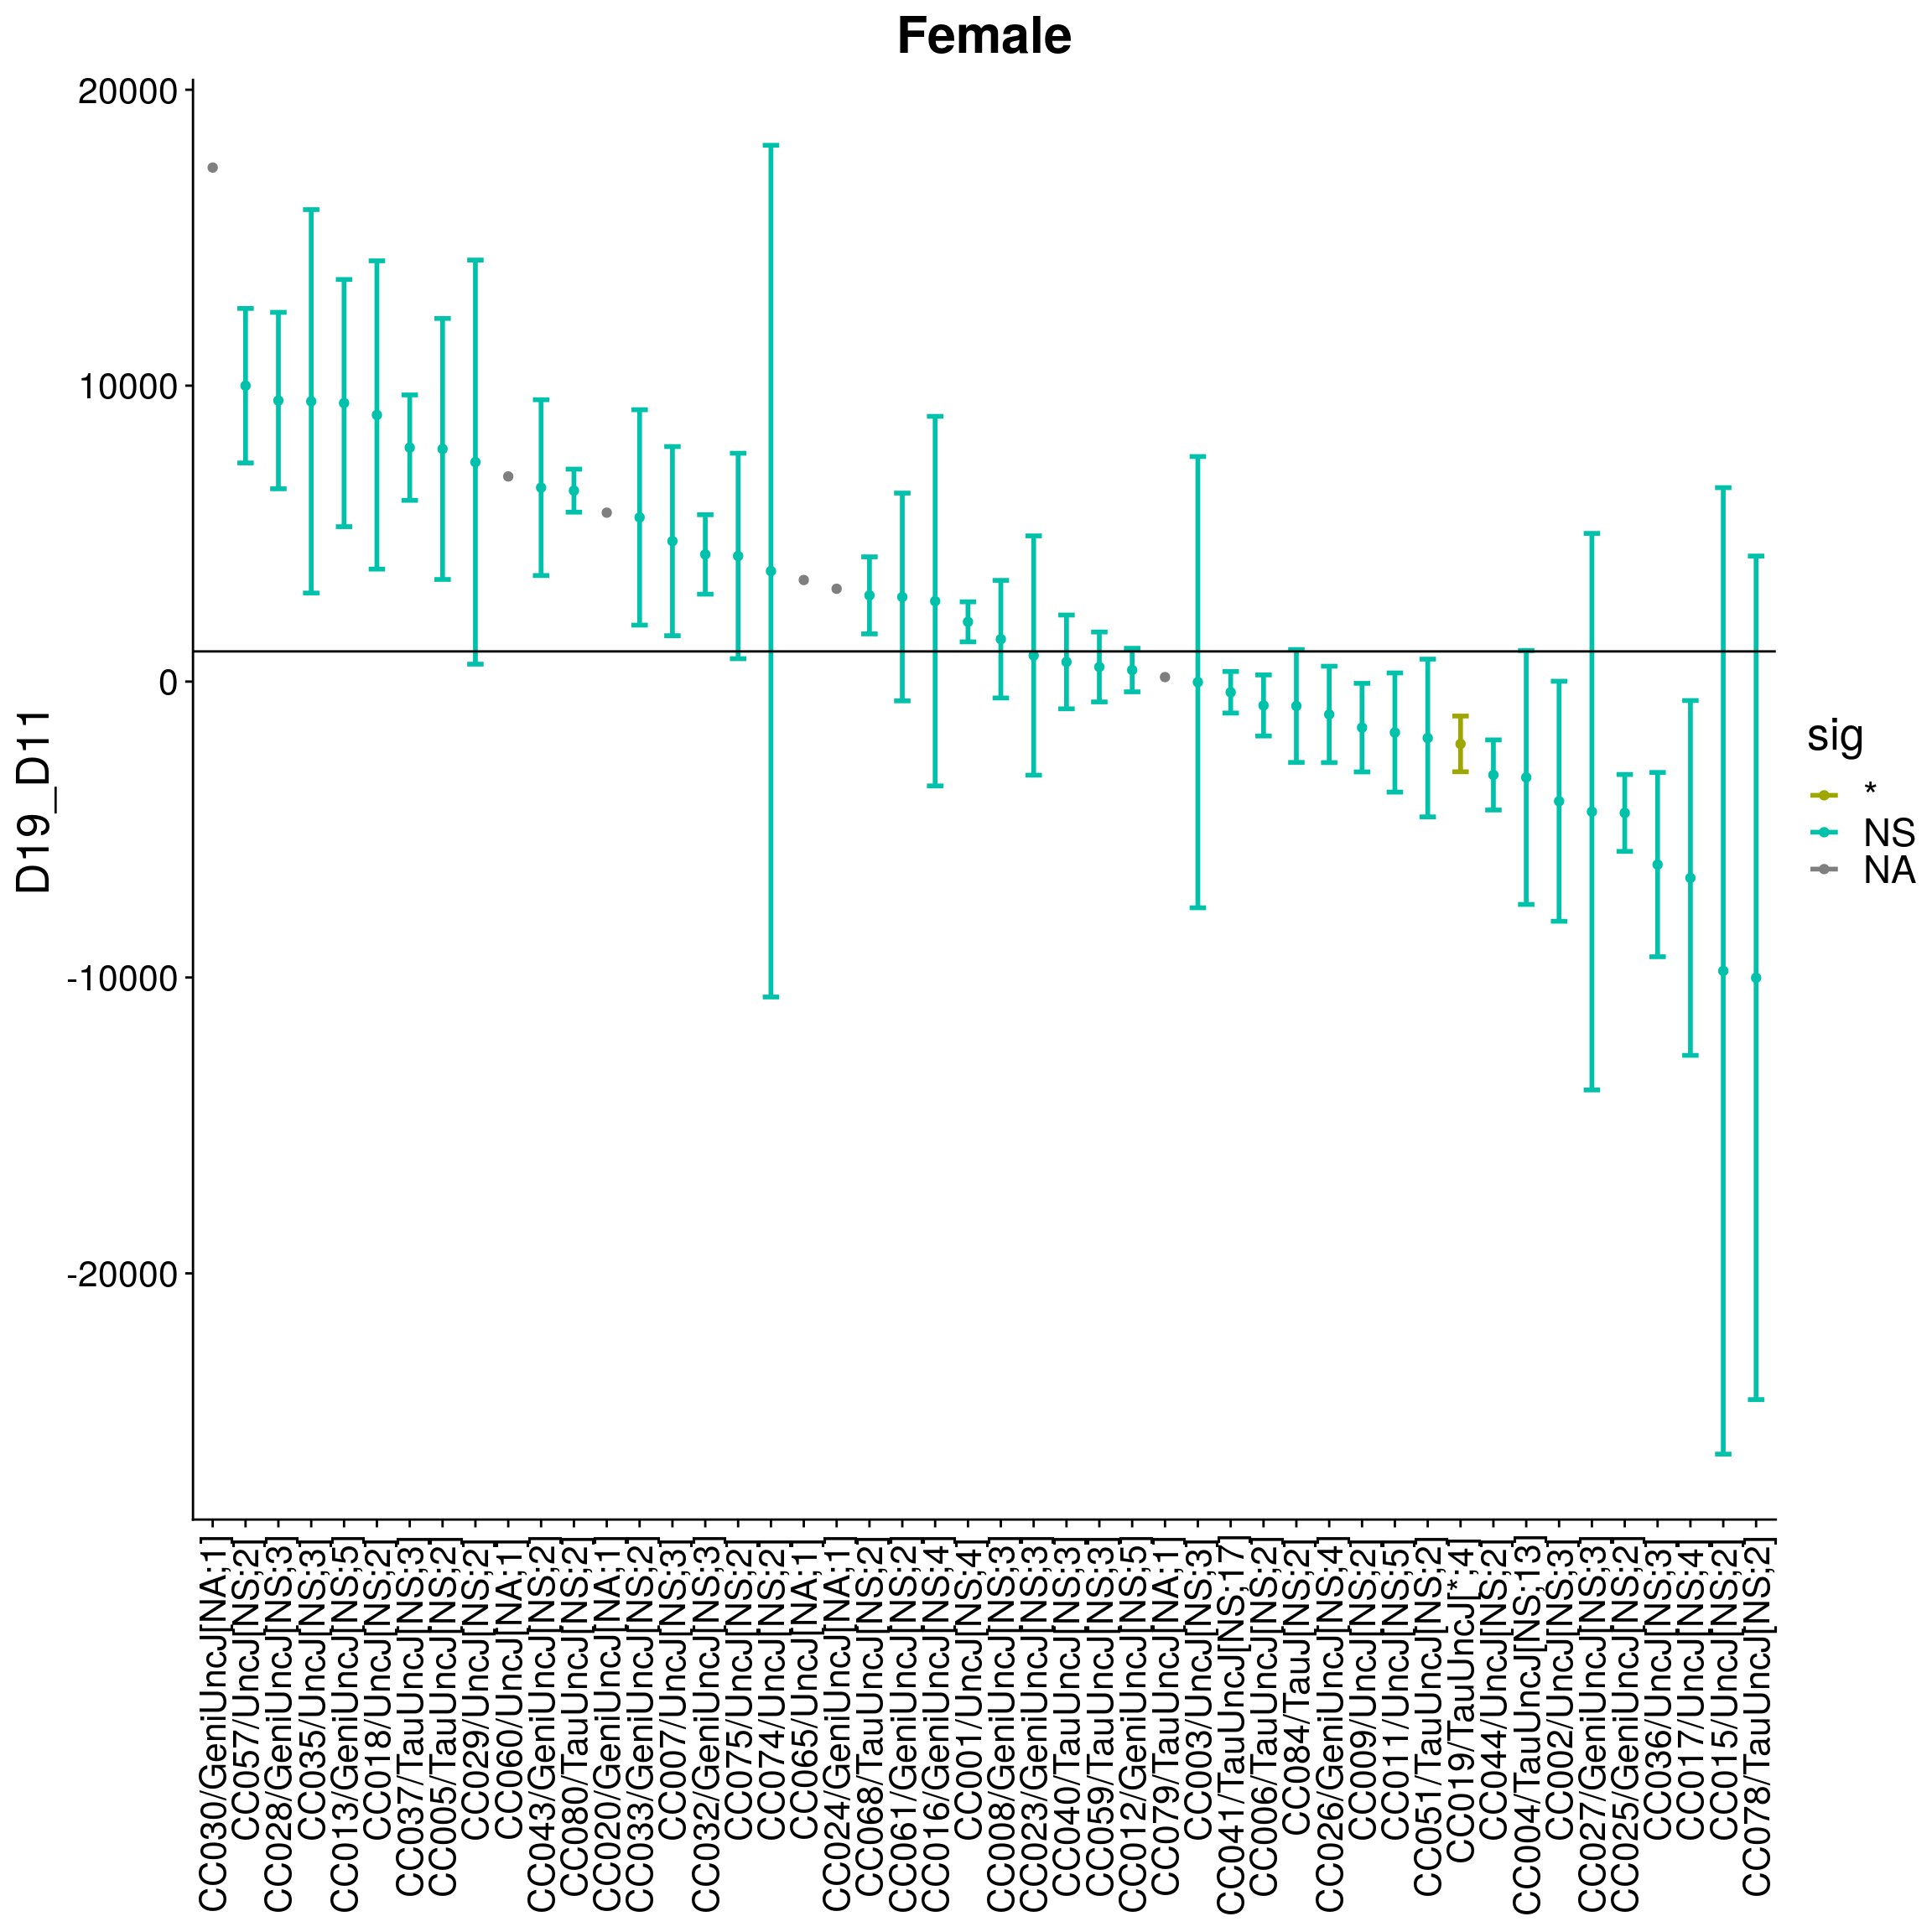 Female
20000
10000
0
-10000
-20000
D19_D11
sig
*
NS
NA
CC030/GeniUncJ[NA;1]
CC057/UncJ[NS;2]
CC028/GeniUncJ[NS;3]
CC035/UncJ[NS;3]
CC013/GeniUncJ[NS;5]
CC018/UncJ[NS;2]
CC037/TauUncJ[NS;3]
CC005/TauUncJ[NS;2]
CC029/UncJ[NS;2]
CC060/UncJ[NA;1]
CC043/GeniUncJ[NS;2]
CC080/TauUncJ[NS;2]
CC020/GeniUncJ[NA;1]
CC033/GeniUncJ[NS;2]
CC007/UncJ[NS;3]
CC032/GeniUncJ[NS;3]
CC075/UncJ[NS;2]
CC074/UncJ[NS;2]
CC065/UncJ[NA;1]
CC024/GeniUncJ[NA;1]
CC068/TauUncJ[NS;2]
CC061/GeniUncJ[NS;2]
CC016/GeniUncJ[NS;4]
CC001/UncJ[NS;4]
CC008/GeniUncJ[NS;3]
CC023/GeniUncJ[NS;3]
CC040/TauUncJ[NS;3]
CC059/TauUncJ[NS;3]
CC012/GeniUncJ[NS;5]
CC079/TauUncJ[NA;1]
CC003/UncJ[NS;3]
CC041/TauUncJ[NS;17]
CC006/TauUncJ[NS;2]
CC084/TauJ[NS;2]
CC026/GeniUncJ[NS;4]
CC009/UncJ[NS;2]
CC011/UncJ[NS;5]
CC051/TauUncJ[NS;2]
CC019/TauUncJ[*;4]
CC044/UncJ[NS;2]
CC004/TauUncJ[NS;13]
CC002/UncJ[NS;3]
CC027/GeniUncJ[NS;3]
CC025/GeniUncJ[NS;2]
CC036/UncJ[NS;3]
CC017/UncJ[NS;4]
CC015/UncJ[NS;2]
CC078/TauUncJ[NS;2]